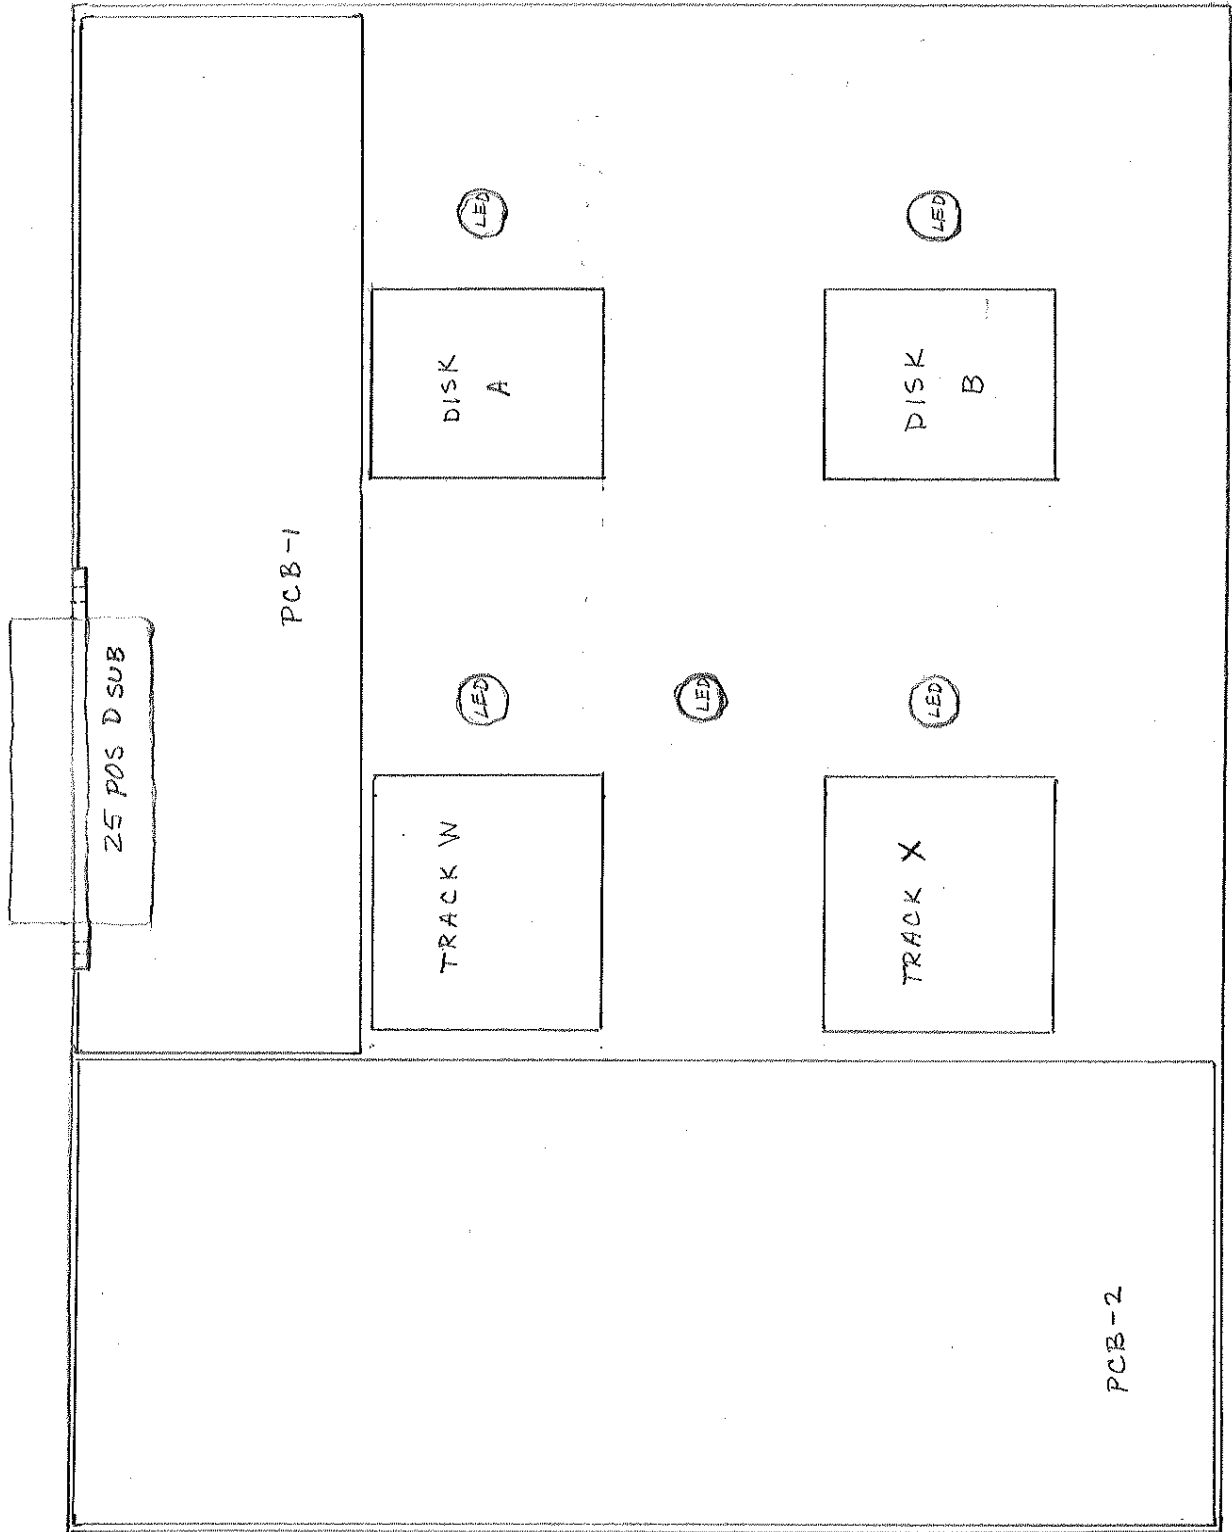 25 POS D SUB
PCB-1
TRACK W
LED
DISK
A
LED
LED
TRACK X
LED
DISK
B
LED
PCB-2